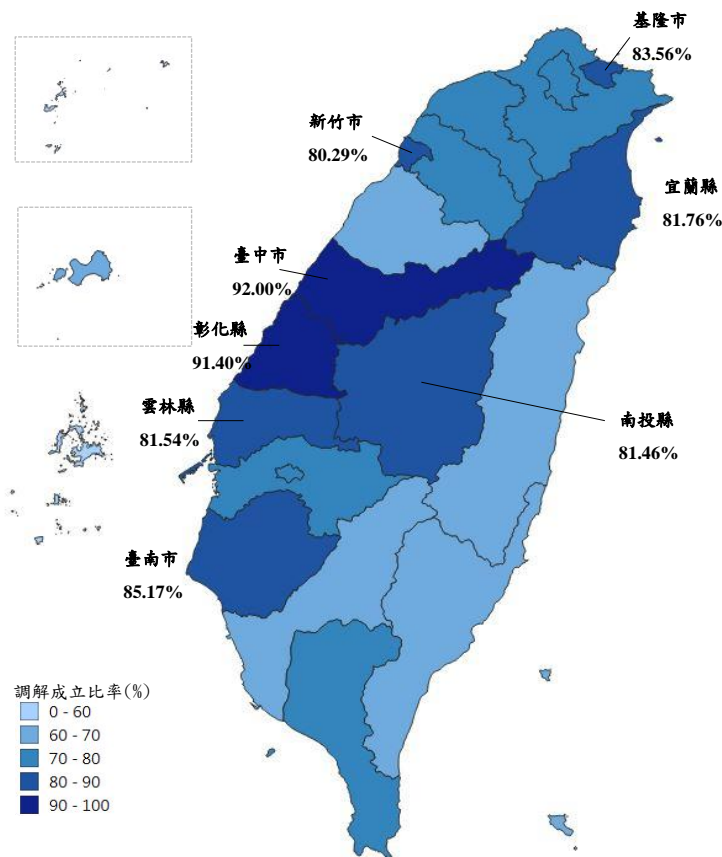 基隆市
83.56%
新竹市
80.29%
宜蘭縣
81.76%
臺中市
92.00%
彰化縣
91.40%
雲林縣
81.54%
南投縣
81.46%
臺南市
85.17%
調解成立比率(%)
0 - 60
60 - 70
70 - 80
80 - 90
90 - 100